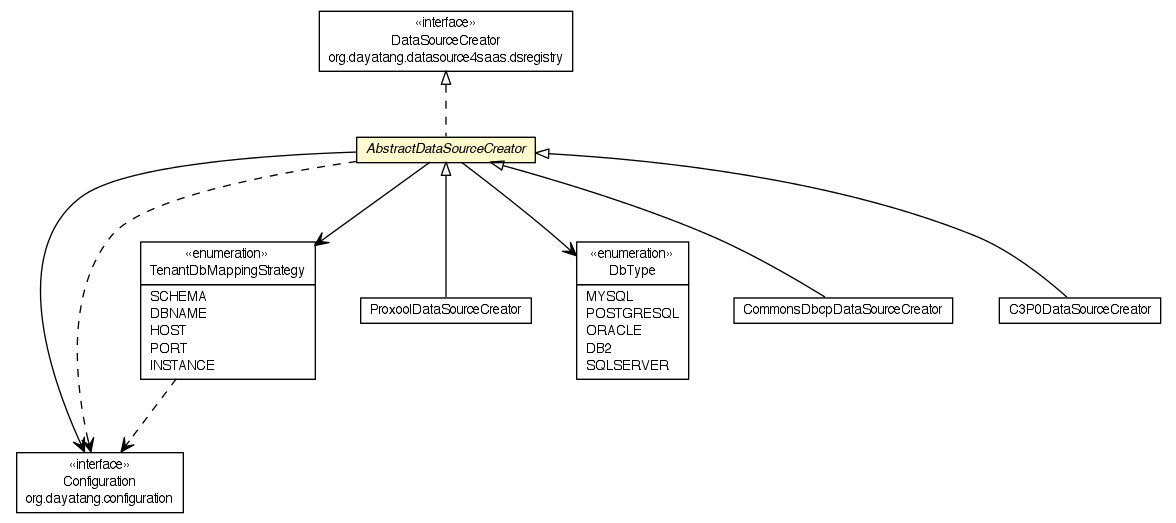 «interface»
DataSourceCreator
org.dayatang.datasource4saas.dsregistry
AbstractDataSourceCreator
«enumeration»
TenantDbMappingStrategy
SCHEMA
DBNAME
HOST
PORT
INSTANCE
ProxoolDataSourceCreator
«enumeration»
DbType
MYSQL
POSTGRESQL
ORACLE
DB2
SQLSERVER
CommonsDbcpDataSourceCreator
C3P0DataSourceCreator
«interface»
Configuration
org.dayatang.configuration